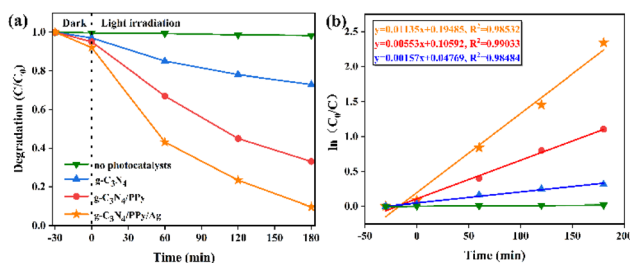 (a)
Dark
Light irradiation
1.0
0.8
0.6
0.4
0.2
0.0
Degradation (C/C₀)
no photocatalysts
g-C₃N₄
g-C₃N₄/PPy
g-C₃N₄/PPy/Ag
-30 0 60 120 180
Time (min)
(b)
y=0.01135x+0.19485, R²=0.98532
y=0.00553x+0.10592, R²=0.99033
y=0.00157x+0.04769, R²=0.98484
2.5
2.0
1.5
1.0
0.5
0.0
ln（C₀/C）
-50 0 50 100 150 200
Time (min)